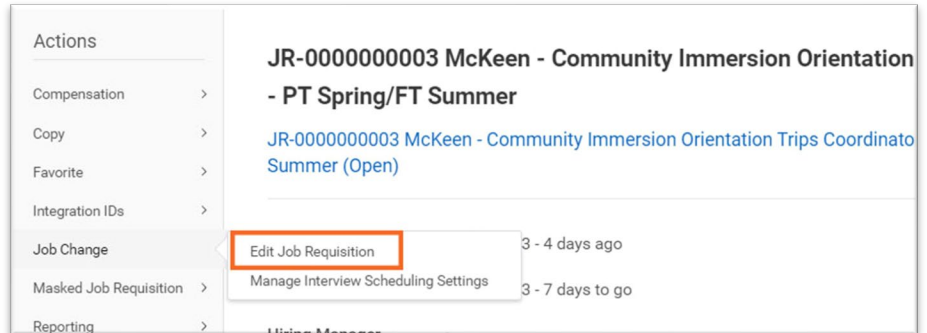 Actions
Compensation
Copy
Favorite
Integration IDs
Job Change
Masked Job Requisition
Reporting
JR-0000000003 McKeen - Community Immersion Orientation
- PT Spring/FT Summer
JR-0000000003 McKeen - Community Immersion Orientation Trips Coordinato
Summer (Open)
Edit Job Requisition
Manage Interview Scheduling Settings
3 - 4 days ago
3 - 7 days to go
Hiring Manager